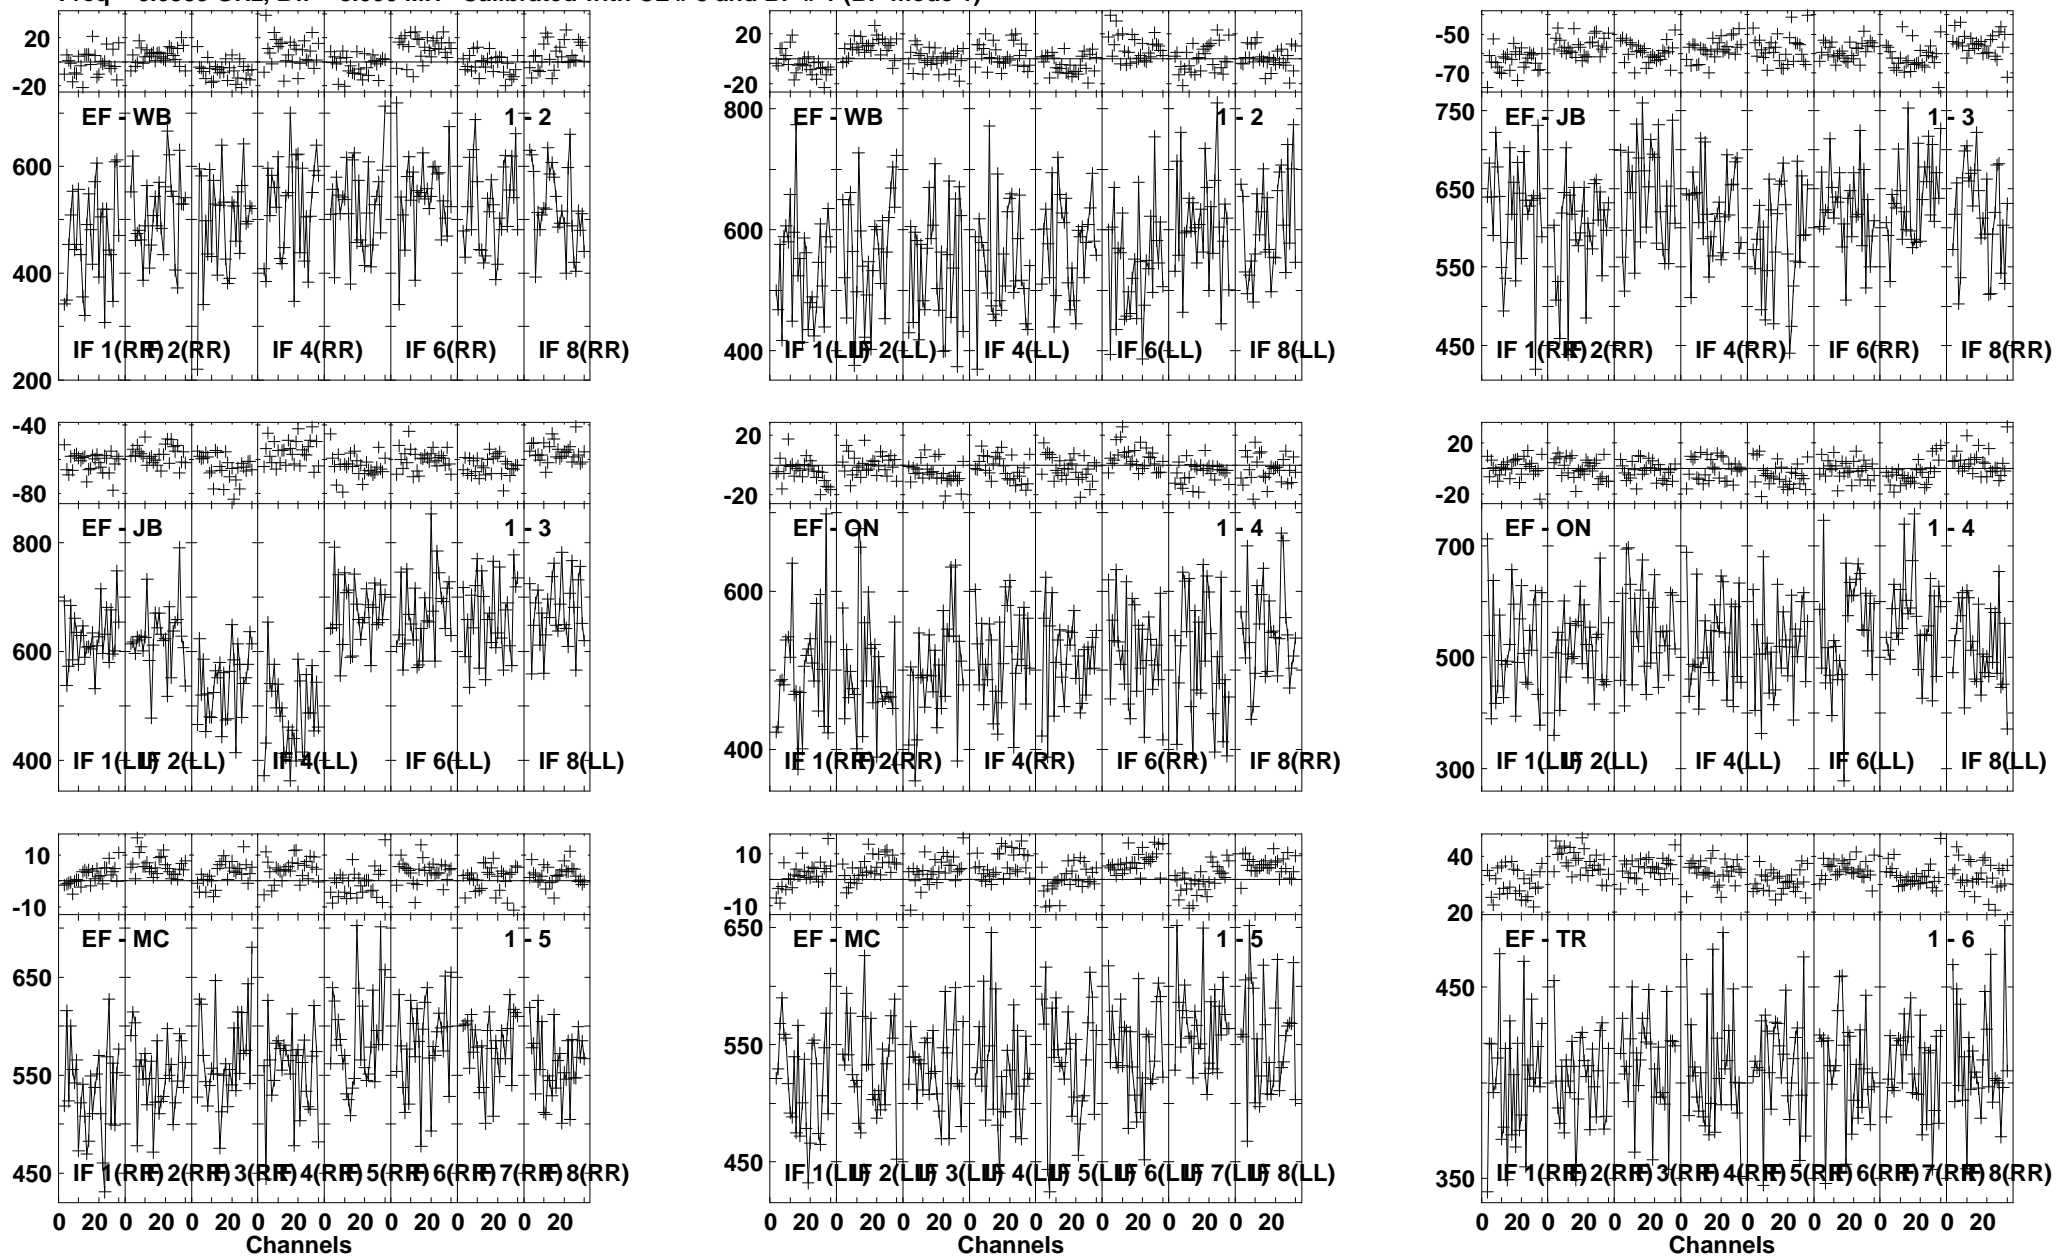 20
-20
EF - WB
1 - 2
600
400
200
IF 1(RR)
IF 2(RR)
IF 4(RR)
IF 6(RR)
IF 8(RR)
20
-20
800
EF - WB
1 - 2
600
400
IF 1(LL)
IF 2(LL)
IF 4(LL)
IF 6(LL)
IF 8(LL)
-50
-70
750
EF - JB
1 - 3
650
550
450
IF 1(RR)
IF 2(RR)
IF 4(RR)
IF 6(RR)
IF 8(RR)
-40
-80
800
EF - JB
1 - 3
600
400
IF 1(LL)
IF 2(LL)
IF 4(LL)
IF 6(LL)
IF 8(LL)
20
-20
EF - ON
1 - 4
600
400
IF 1(RR)
IF 2(RR)
IF 4(RR)
IF 6(RR)
IF 8(RR)
20
-20
EF - ON
1 - 4
700
500
300
IF 1(LL)
IF 2(LL)
IF 4(LL)
IF 6(LL)
IF 8(LL)
10
-10
EF - MC
1 - 5
650
550
450
IF 1(RR)
IF 2(RR)
IF 3(RR)
IF 4(RR)
IF 5(RR)
IF 6(RR)
IF 7(RR)
IF 8(RR)
0 20 0 20 0 20 0 20 0 20 0 20 0 20 0 20
Channels
10
-10
650
EF - MC
1 - 5
550
450
IF 1(LL)
IF 2(LL)
IF 3(LL)
IF 4(LL)
IF 5(LL)
IF 6(LL)
IF 7(LL)
IF 8(LL)
0 20 0 20 0 20 0 20 0 20 0 20 0 20 0 20
Channels
40
20
EF - TR
1 - 6
450
350
IF 1(RR)
IF 2(RR)
IF 3(RR)
IF 4(RR)
IF 5(RR)
IF 6(RR)
IF 7(RR)
IF 8(RR)
0 20 0 20 0 20 0 20 0 20 0 20 0 20 0 20
Channels